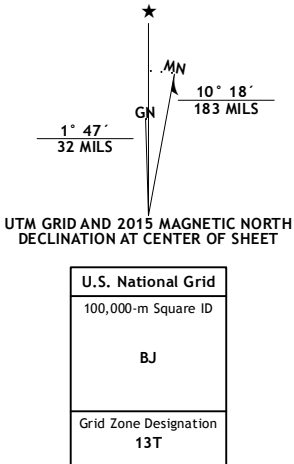 ★
MN
10° 18´
183 MILS
GN
1° 47´
32 MILS
UTM GRID AND 2015 MAGNETIC NORTH
DECLINATION AT CENTER OF SHEET
U.S. National Grid
100,000-m Square ID
BJ
Grid Zone Designation
13T